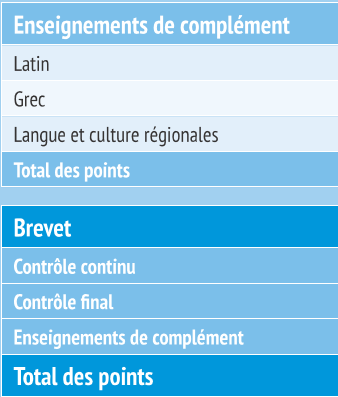 Enseignements de complément
Latin
Grec
Langue et culture régionales
Total des points
Brevet
Contrôle continu
Contrôle final
Enseignements de complément
Total des points